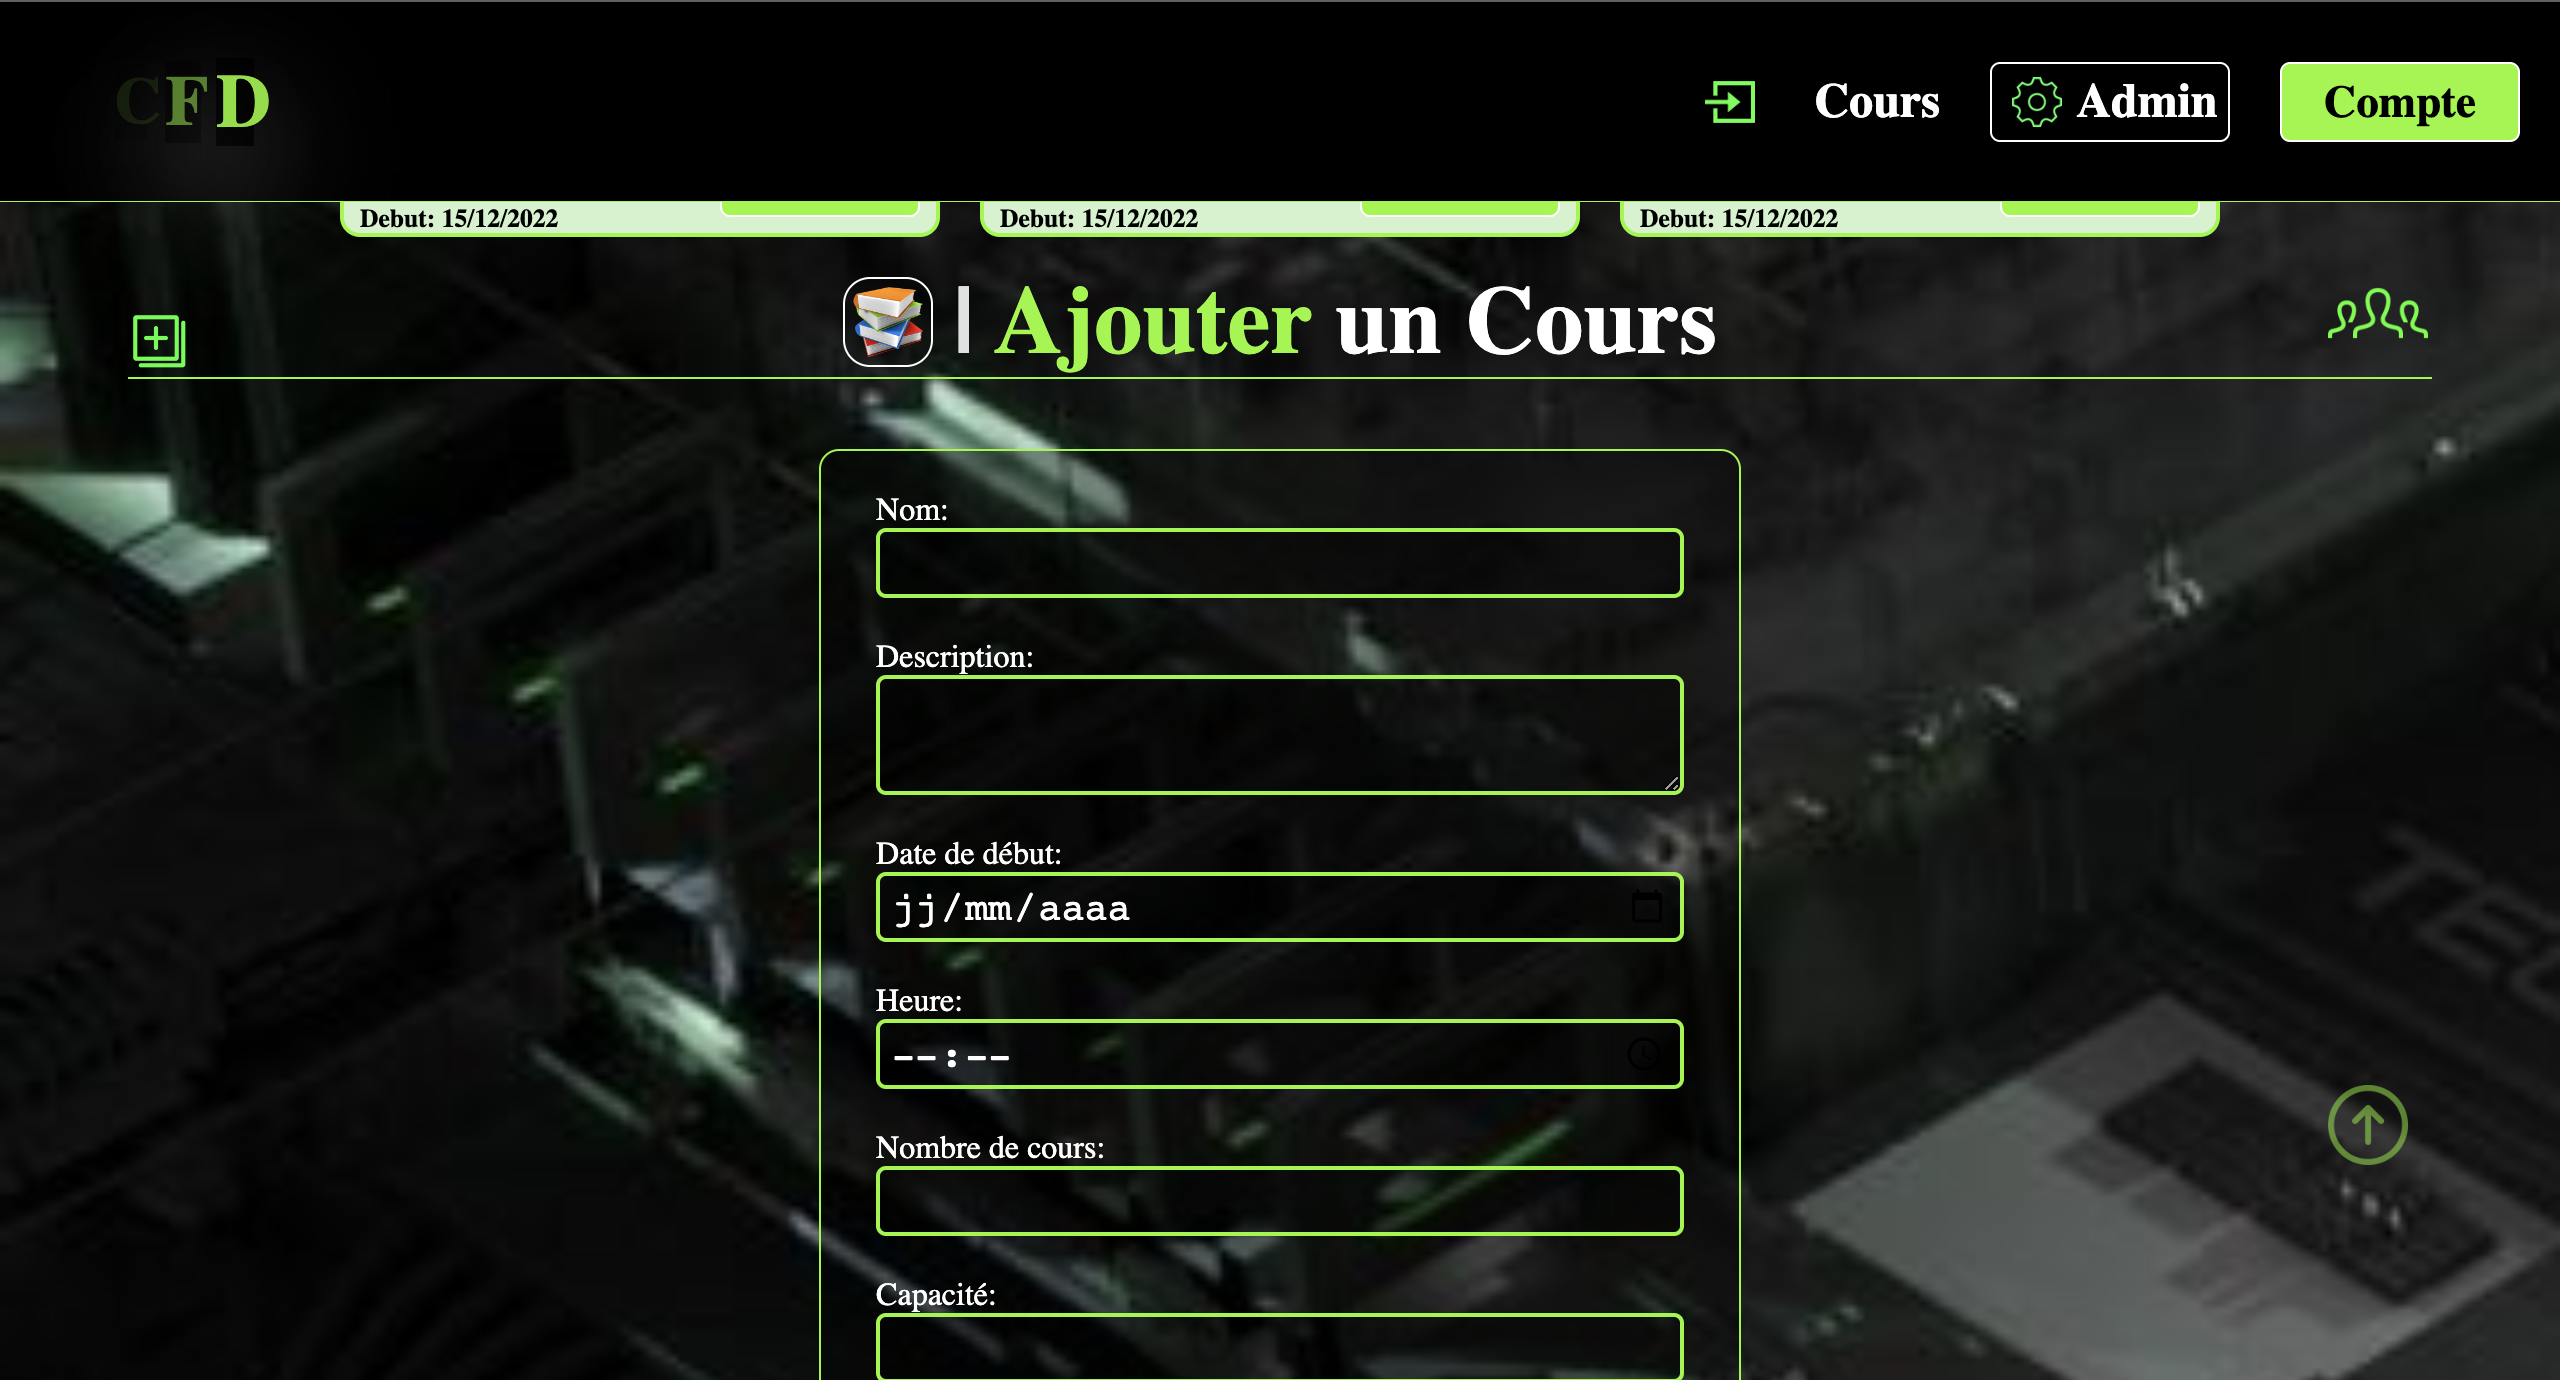 CFD
Cours
Admin
Compte
Debut: 15/12/2022
Debut: 15/12/2022
Debut: 15/12/2022
| Ajouter un Cours
Nom:
Description:
Date de début:
jj/mm/aaaa
Heure:
--:--
Nombre de cours:
Capacité: